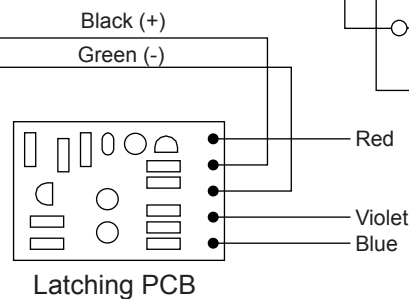 Black (+)
Green (-)
Red
Violet
Blue
Latching PCB